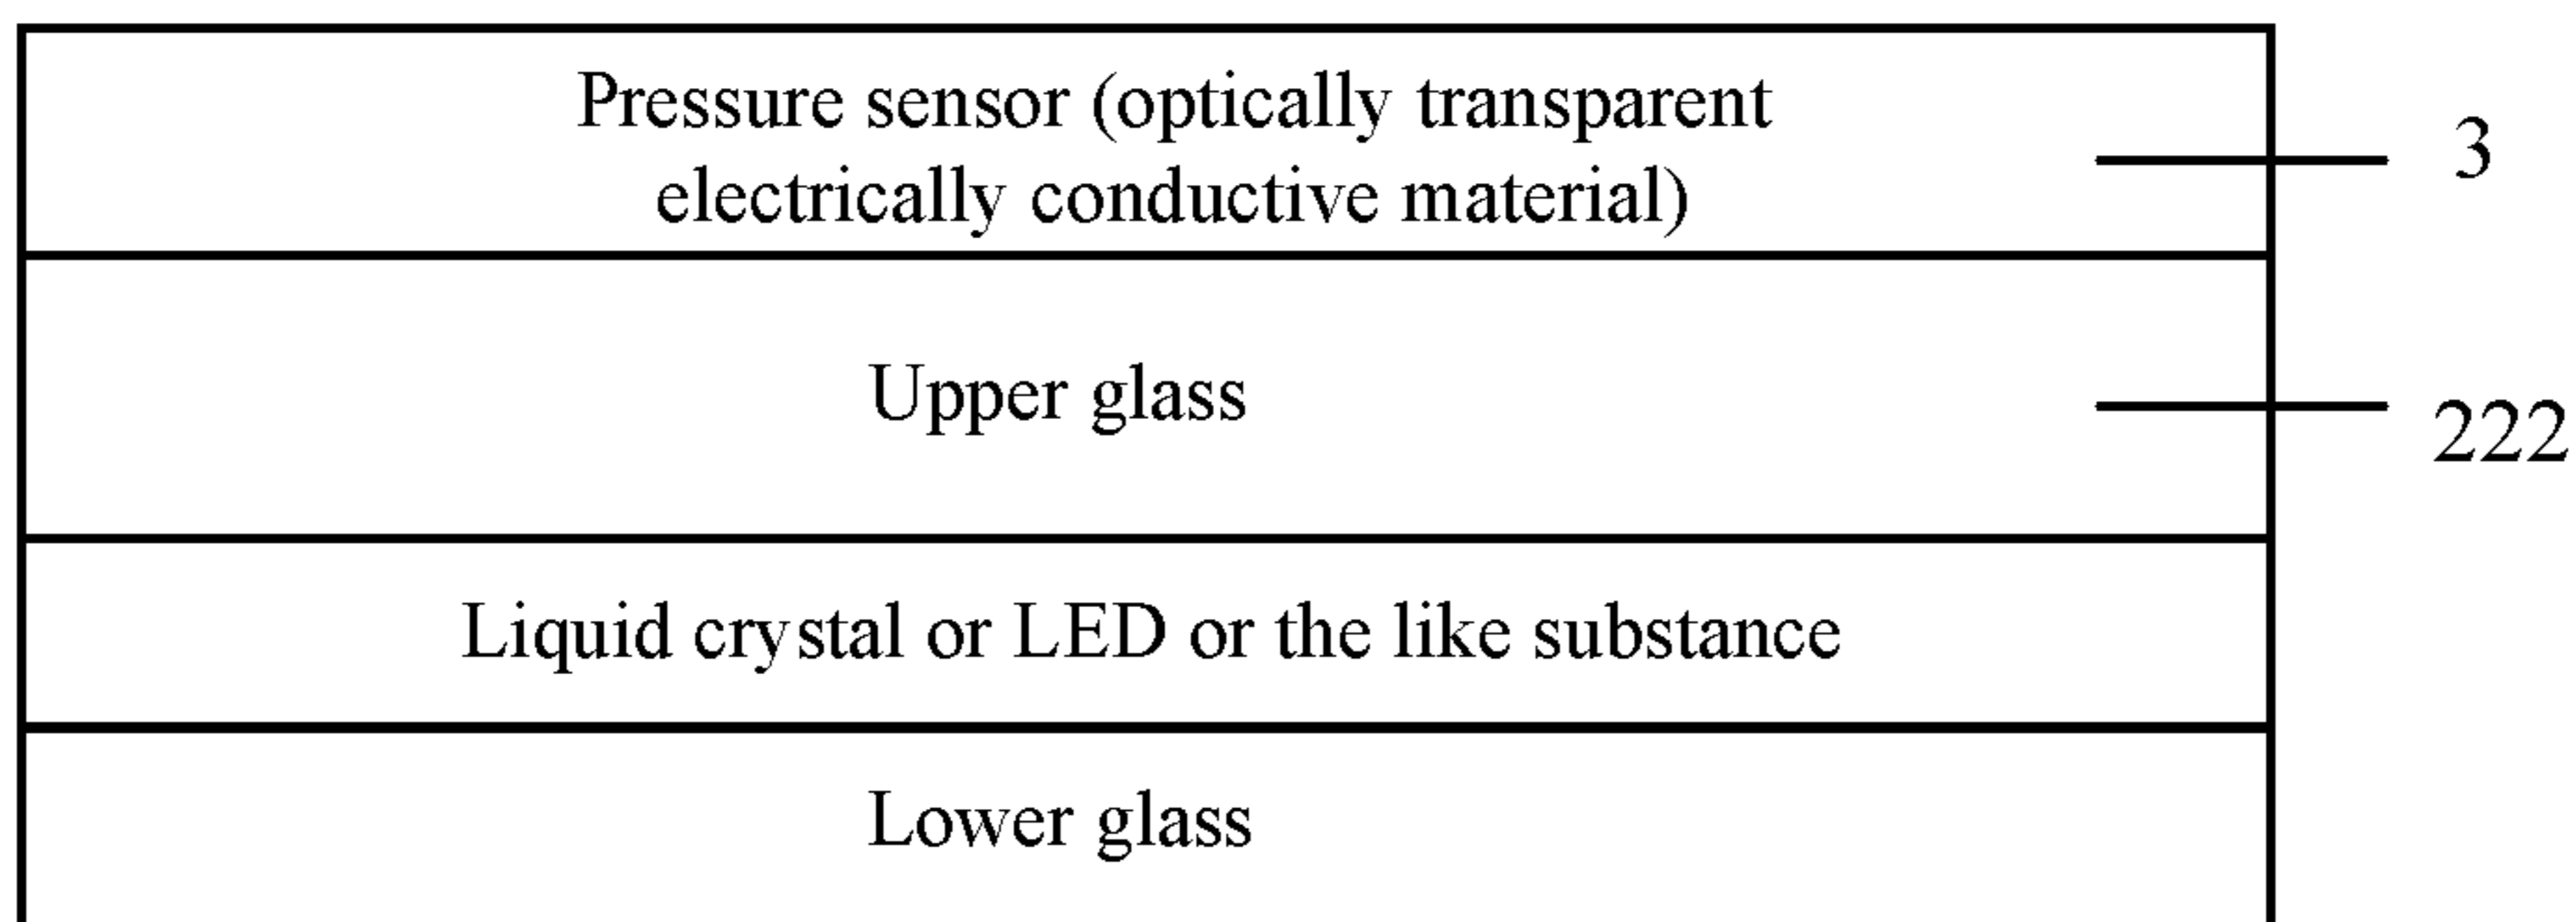 Pressure sensor (optically transparent
electrically conductive material)
3
Upper glass
222
Liquid crystal or LED or the like substance
Lower glass